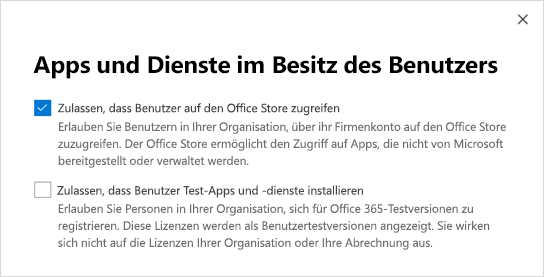 Apps und Dienste im Besitz des Benutzers
Zulassen, dass Benutzer auf den Office Store zugreifen
Erlauben Sie Benutzern in Ihrer Organisation, über ihr Firmenkonto auf den Office Store
zuzugreifen. Der Office Store ermöglicht den Zugriff auf Apps, die nicht von Microsoft
bereitgestellt oder verwaltet werden.
Zulassen, dass Benutzer Test-Apps und -dienste installieren
Erlauben Sie Personen in Ihrer Organisation, sich für Office 365-Testversionen zu
registrieren. Diese Lizenzen werden als Benutzertestversionen angezeigt. Sie wirken
sich nicht auf die Lizenzen Ihrer Organisation oder Ihre Abrechnung aus.